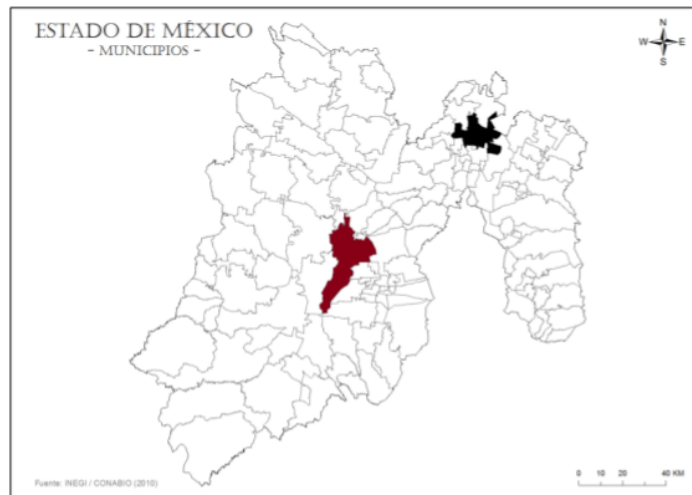 ESTADO DE MÉXICO
- MUNICIPIOS -
N
W E
S
Fuente: INEGI / CONABIO (2010)
0 10 20 40 KM